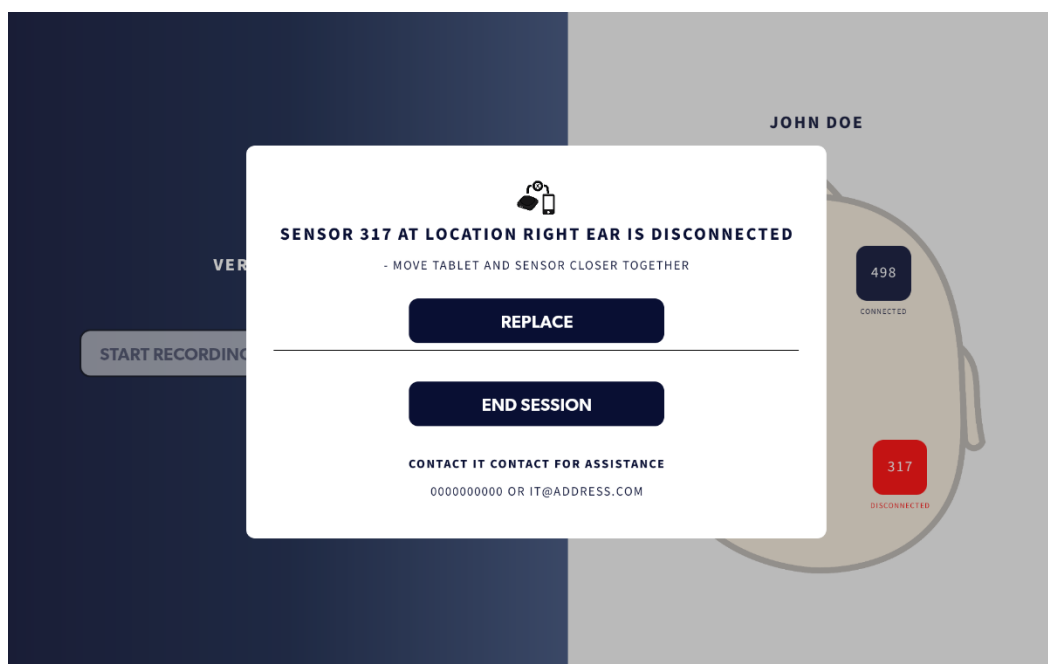 JOHN DOE
SENSOR 317 AT LOCATION RIGHT EAR IS DISCONNECTED
- MOVE TABLET AND SENSOR CLOSER TOGETHER
VER
498
CONNECTED
REPLACE
START RECORDING
END SESSION
317
DISCONNECTED
CONTACT IT CONTACT FOR ASSISTANCE
0000000000 OR IT@ADDRESS.COM